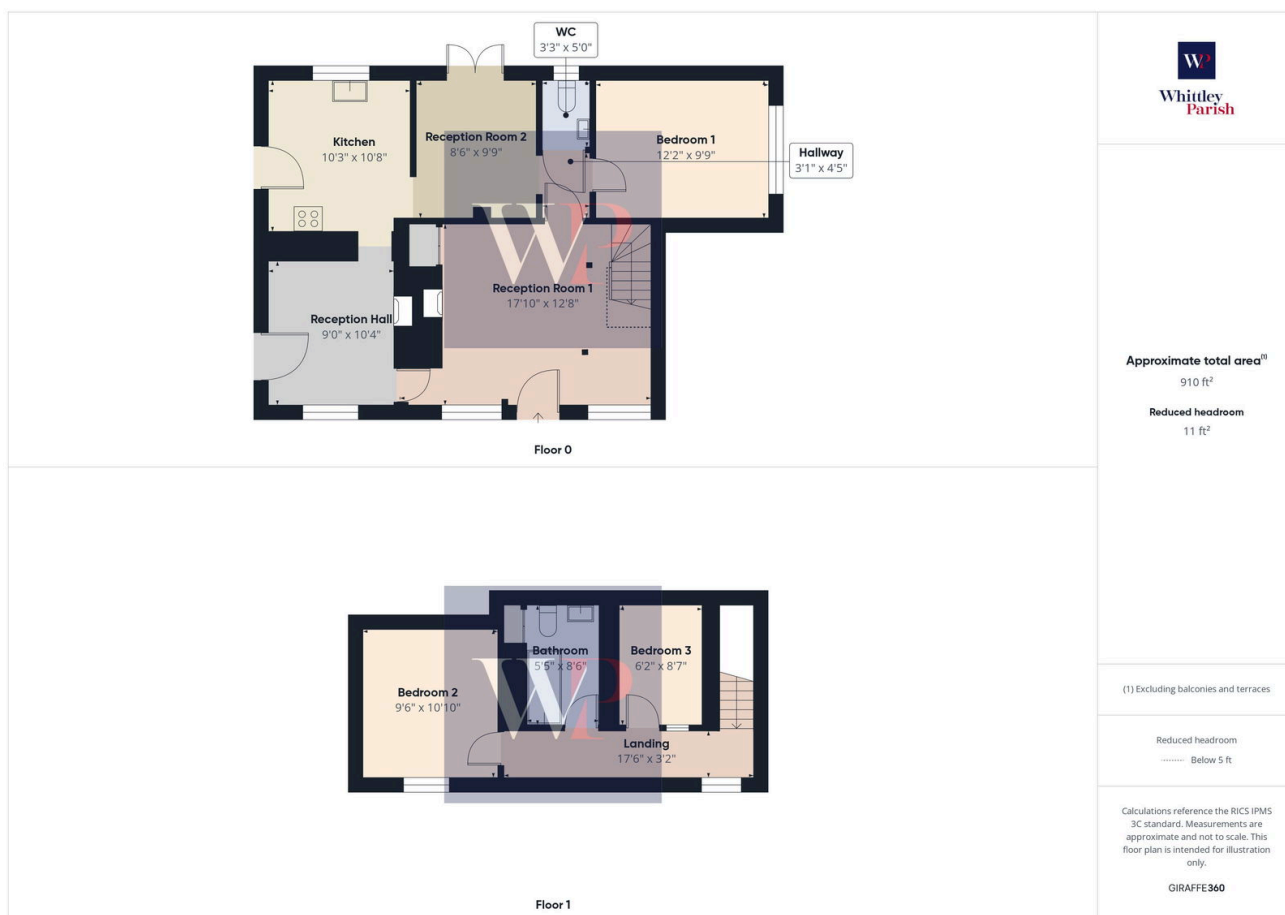 WC
3'3" x 5'0"
Kitchen
10'3" x 10'8"
Reception Room 2
8'6" x 9'9"
Bedroom 1
12'2" x 9'9"
Hallway
3'1" x 4'5"
WP
Reception Room 1
17'10" x 12'8"
Reception Hall
9'0" x 10'4"
Floor 0
Bathroom
5'5" x 8'6"
Bedroom 3
6'2" x 8'7"
Bedroom 2
9'6" x 10'10"
WP
Landing
17'6" x 3'2"
Floor 1
WP
Whittley
Parish
Approximate total area(1)
910 ft²
Reduced headroom
11 ft²
(1) Excluding balconies and terraces
Reduced headroom
Below 5 ft
Calculations reference the RICS IPMS
3C standard. Measurements are
approximate and not to scale. This
floor plan is intended for illustration
only.
GIRAFFE360